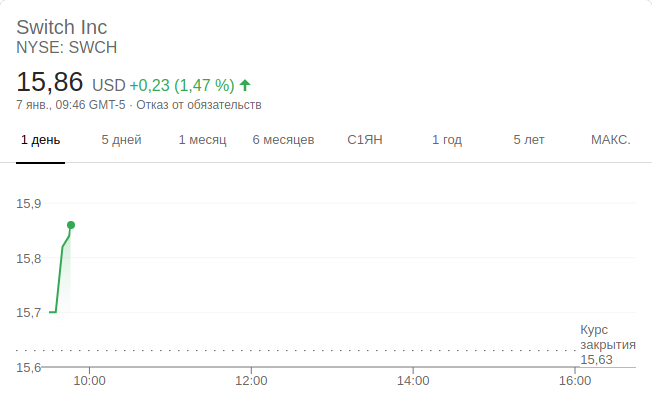 Switch Inc
NYSE: SWCH
15,86 USD +0,23 (1,47 %)
7 янв., 09:46 GMT-5 · Отказ от обязательств
1 день 5 дней 1 месяц 6 месяцев С1ЯН 1 год 5 лет МАКС.
15,9
15,8
15,7
Курс
закрытия
15,63
15,6
10:00 12:00 14:00 16:00